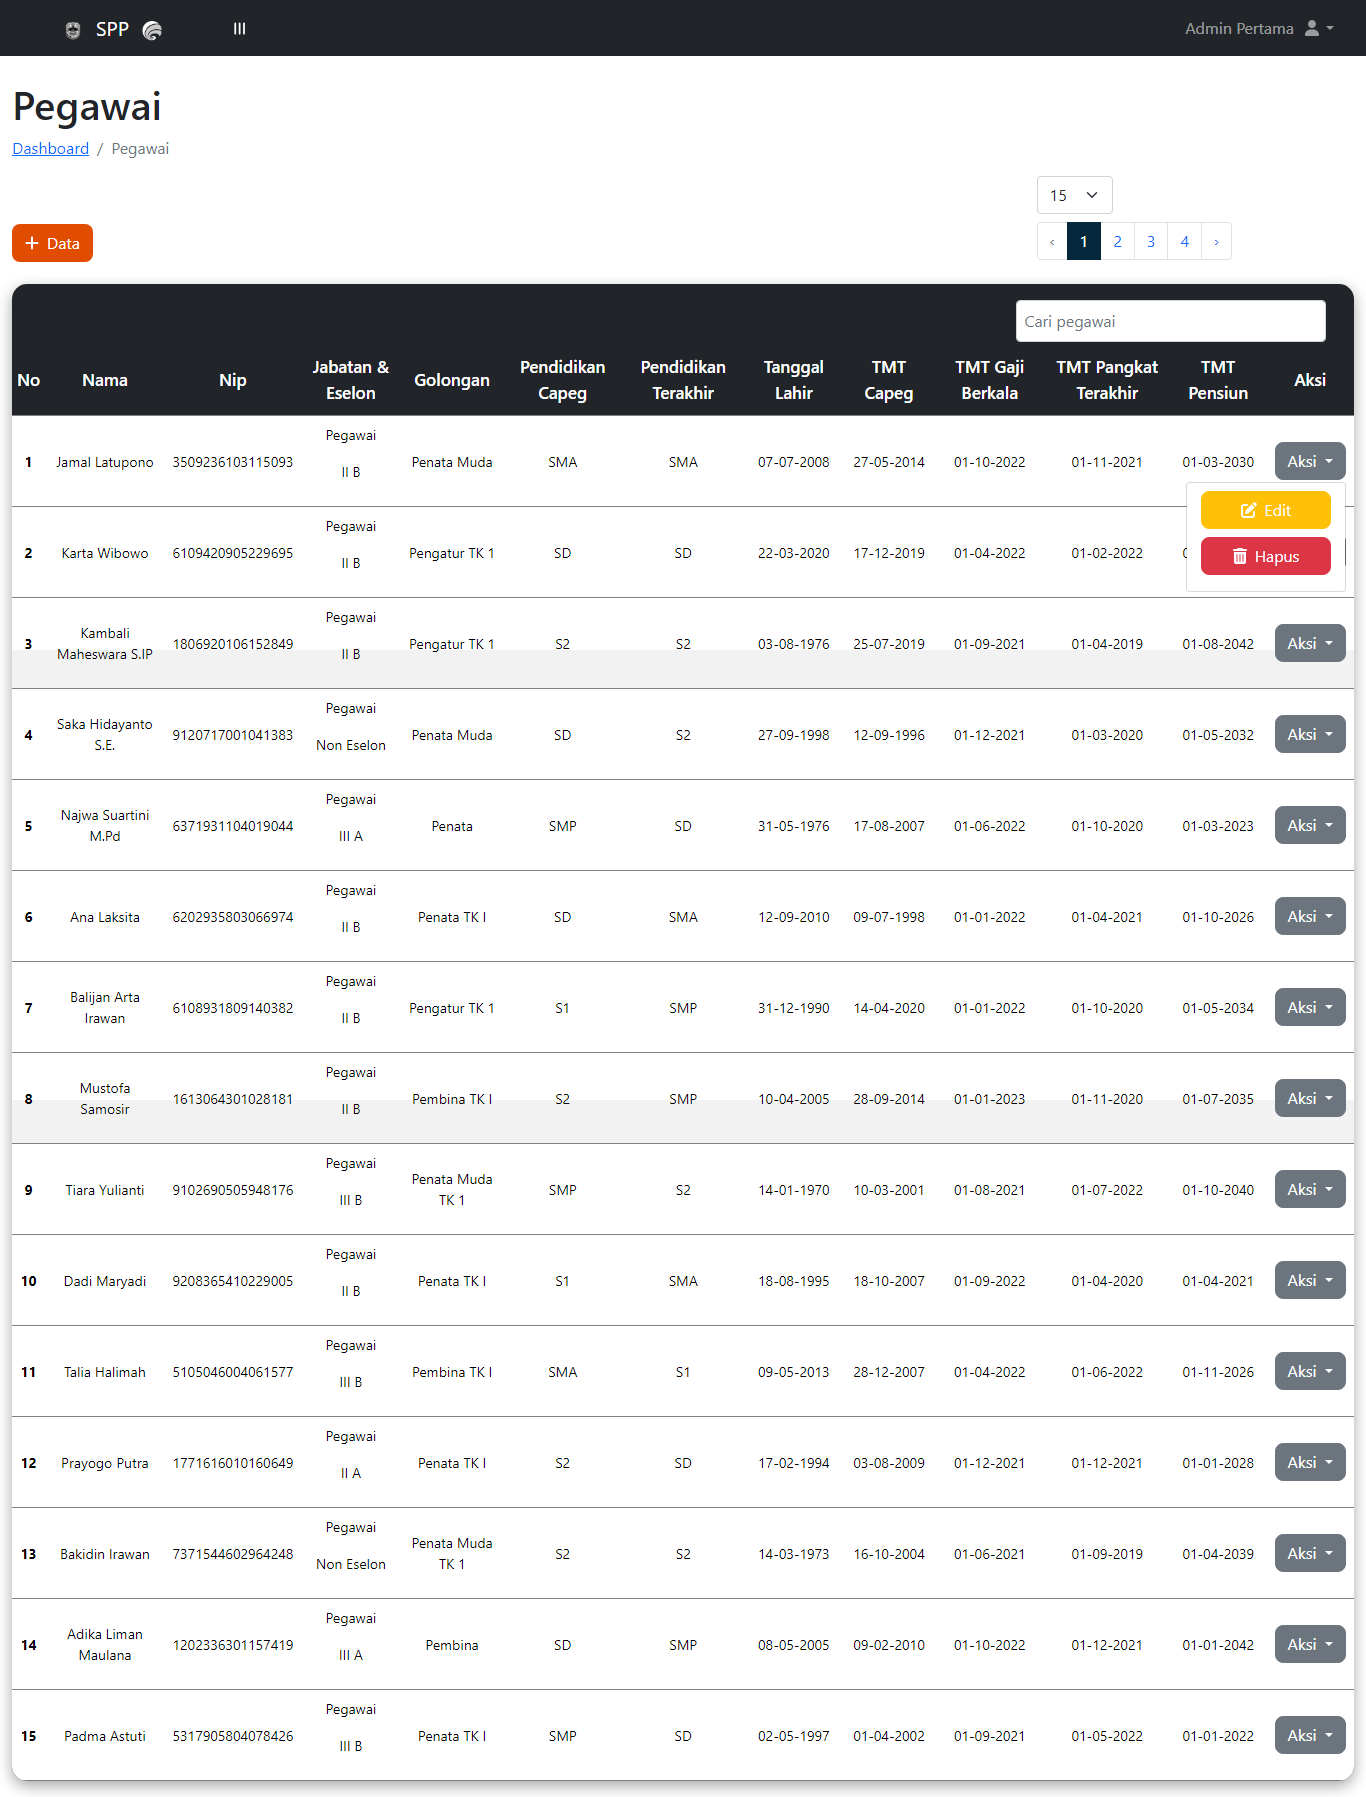 SPP
Admin Pertama
Pegawai
Dashboard / Pegawai
15
+ Data
‹ 1 2 3 4 ›
Cari pegawai
No Nama Nip Jabatan & Eselon Golongan Pendidikan Capeg Pendidikan Terakhir Tanggal Lahir TMT Capeg TMT Gaji Berkala TMT Pangkat Terakhir TMT Pensiun Aksi
1 Jamal Latupono 3509236103115093 Pegawai II B Penata Muda SMA SMA 07-07-2008 27-05-2014 01-10-2022 01-11-2021 01-03-2030 Aksi
Edit
Hapus
2 Karta Wibowo 6109420905229695 Pegawai II B Pengatur TK 1 SD SD 22-03-2020 17-12-2019 01-04-2022 01-02-2022
3 Kambali Maheswara S.IP 1806920106152849 Pegawai II B Pengatur TK 1 S2 S2 03-08-1976 25-07-2019 01-09-2021 01-04-2019 01-08-2042 Aksi
4 Saka Hidayanto S.E. 9120717001041383 Pegawai Non Eselon Penata Muda SD S2 27-09-1998 12-09-1996 01-12-2021 01-03-2020 01-05-2032 Aksi
5 Najwa Suartini M.Pd 6371931104019044 Pegawai III A Penata SMP SD 31-05-1976 17-08-2007 01-06-2022 01-10-2020 01-03-2023 Aksi
6 Ana Laksita 6202935803066974 Pegawai II B Penata TK I SD SMA 12-09-2010 09-07-1998 01-01-2022 01-04-2021 01-10-2026 Aksi
7 Balijan Arta Irawan 6108931809140382 Pegawai II B Pengatur TK 1 S1 SMP 31-12-1990 14-04-2020 01-01-2022 01-10-2020 01-05-2034 Aksi
8 Mustofa Samosir 1613064301028181 Pegawai II B Pembina TK I S2 SMP 10-04-2005 28-09-2014 01-01-2023 01-11-2020 01-07-2035 Aksi
9 Tiara Yulianti 9102690505948176 Pegawai III B Penata Muda TK 1 SMP S2 14-01-1970 10-03-2001 01-08-2021 01-07-2022 01-10-2040 Aksi
10 Dadi Maryadi 9208365410229005 Pegawai II B Penata TK I S1 SMA 18-08-1995 18-10-2007 01-09-2022 01-04-2020 01-04-2021 Aksi
11 Talia Halimah 5105046004061577 Pegawai III B Pembina TK I SMA S1 09-05-2013 28-12-2007 01-04-2022 01-06-2022 01-11-2026 Aksi
12 Prayogo Putra 1771616010160649 Pegawai II A Penata TK I S2 SD 17-02-1994 03-08-2009 01-12-2021 01-12-2021 01-01-2028 Aksi
13 Bakidin Irawan 7371544602964248 Pegawai Non Eselon Penata Muda TK 1 S2 S2 14-03-1973 16-10-2004 01-06-2021 01-09-2019 01-04-2039 Aksi
14 Adika Liman Maulana 1202336301157419 Pegawai III A Pembina SD SMP 08-05-2005 09-02-2010 01-10-2022 01-12-2021 01-01-2042 Aksi
15 Padma Astuti 5317905804078426 Pegawai III B Penata TK I SMP SD 02-05-1997 01-04-2002 01-09-2021 01-05-2022 01-01-2022 Aksi